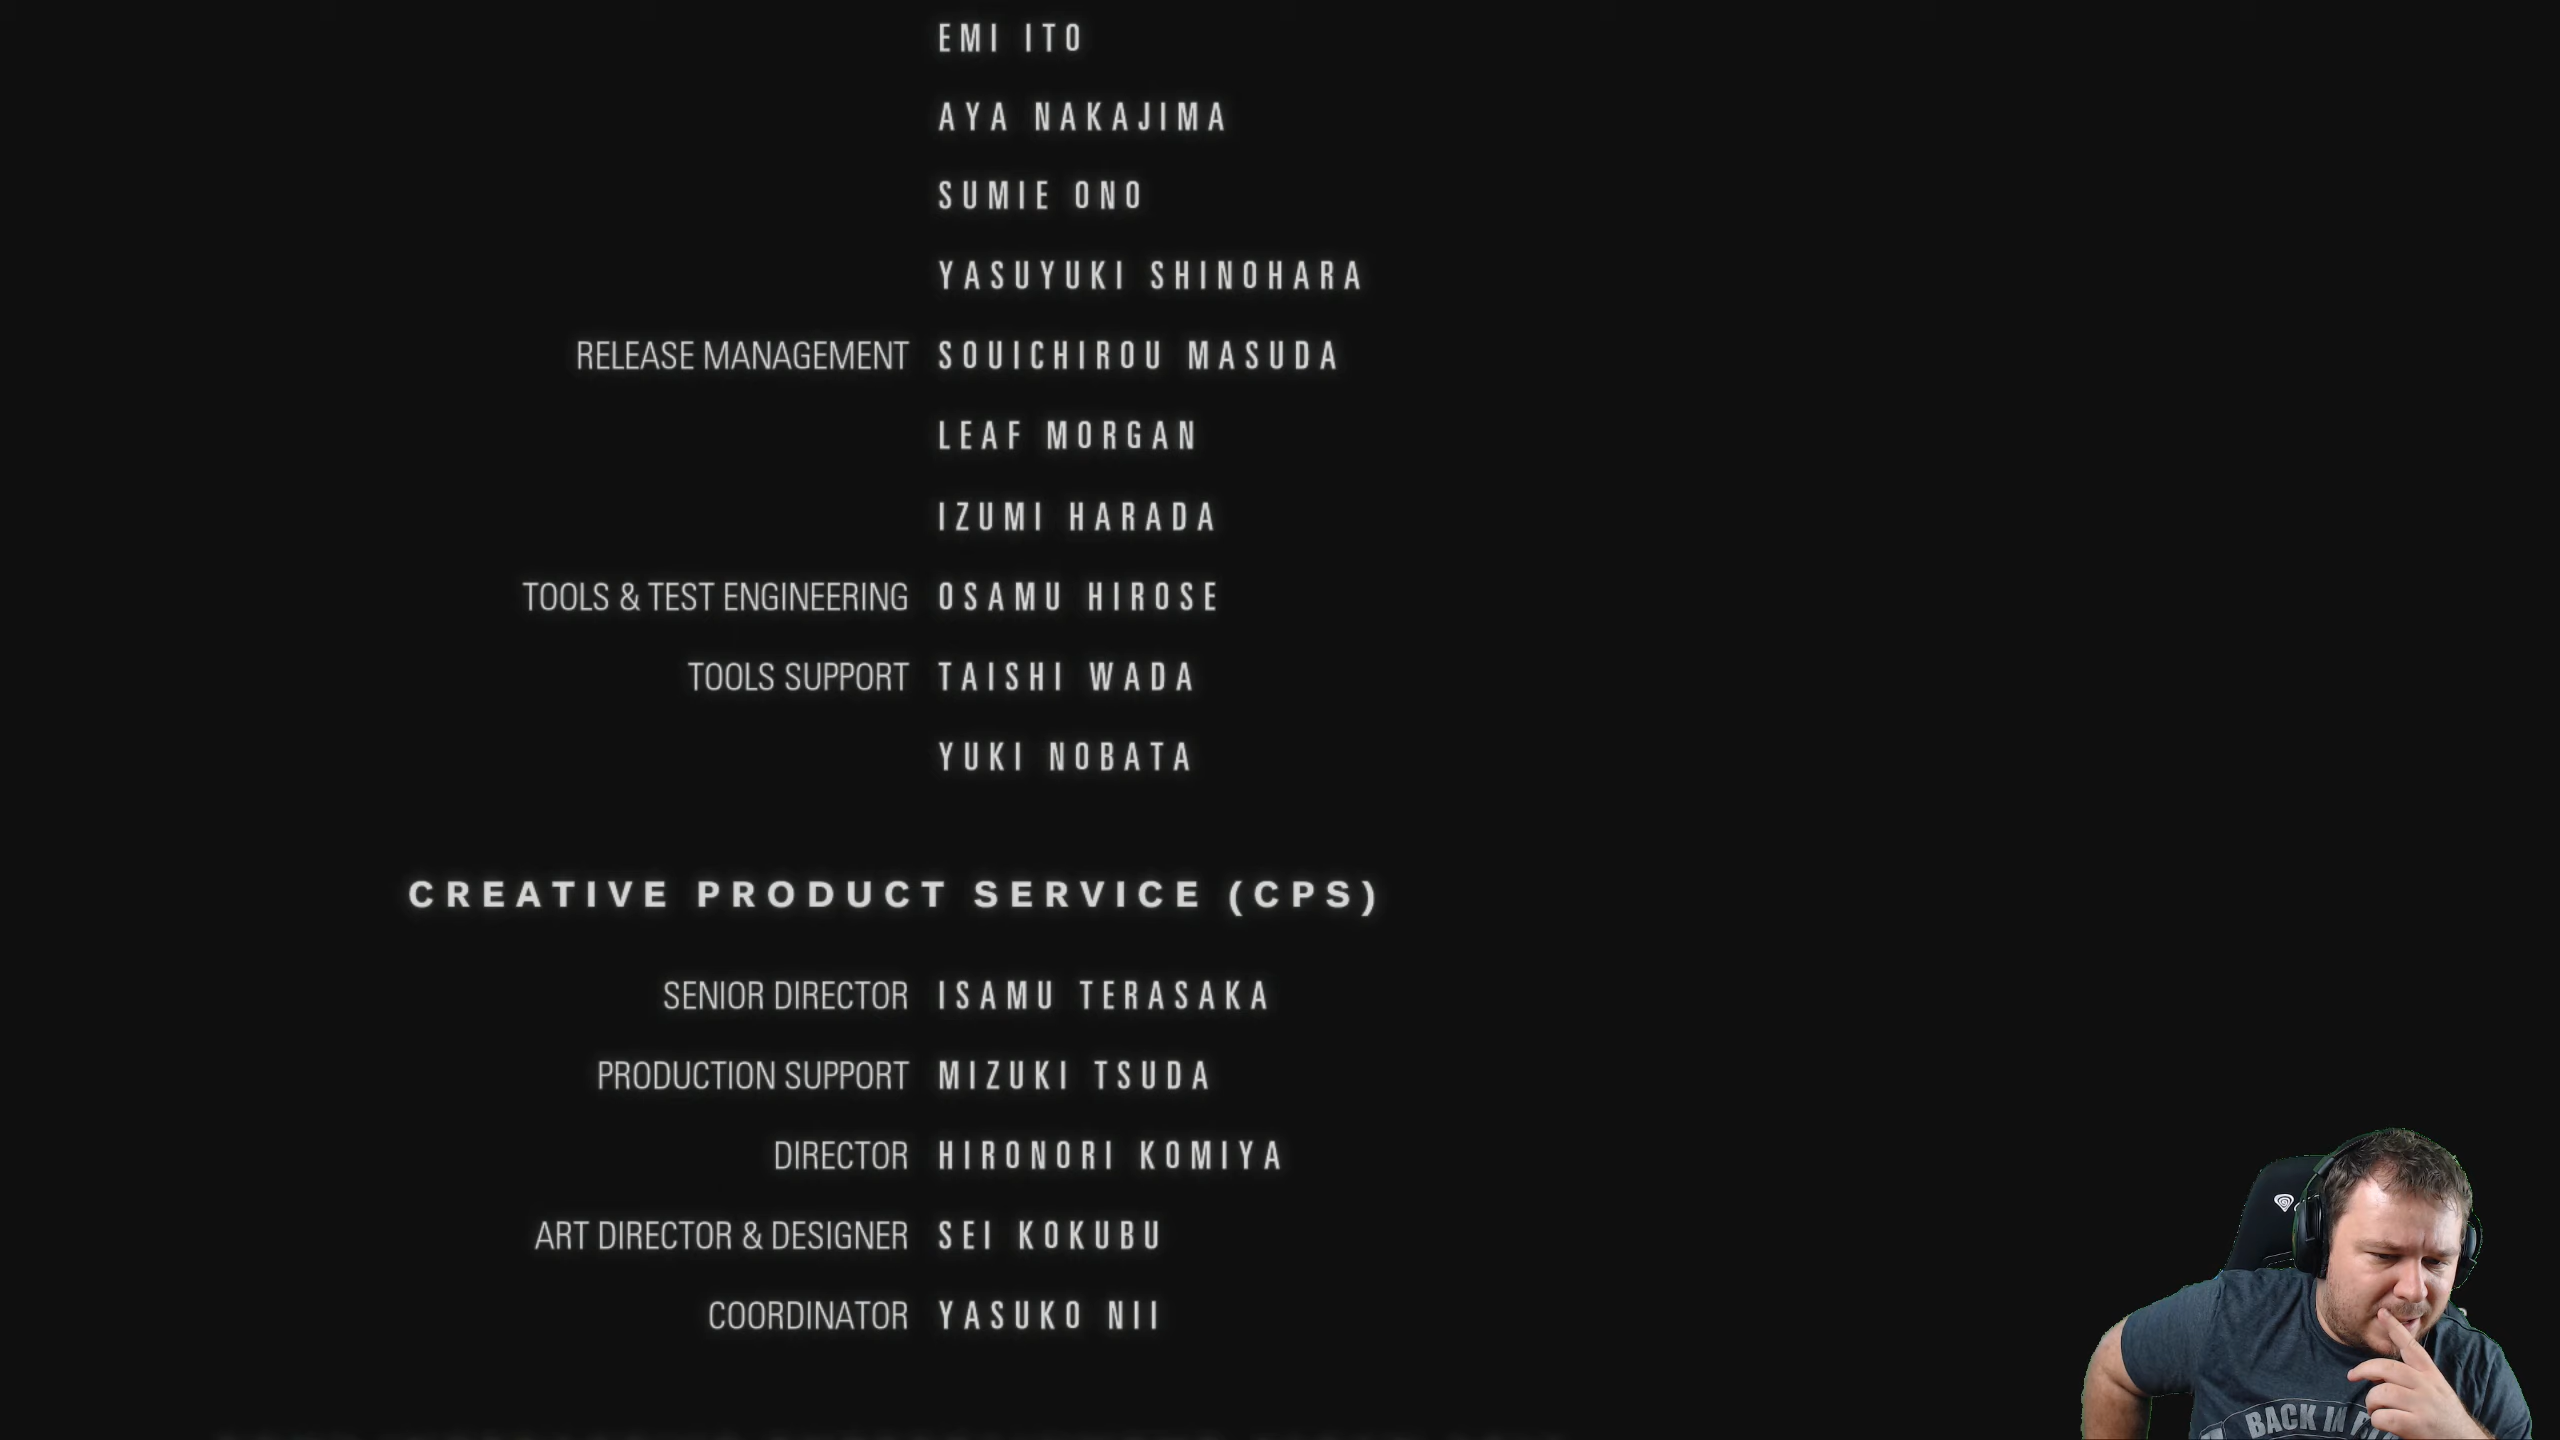 EMI ITO
AYA NAKAJIMA
SUMIE ONO
YASUYUKI SHINOHARA
RELEASE MANAGEMENT SOUICHIROU MASUDA
LEAF MORGAN
IZUMI HARADA
TOOLS & TEST ENGINEERING OSAMU HIROSE
TOOLS SUPPORT TAISHI WADA
YUKI NOBATA
CREATIVE PRODUCT SERVICE (CPS)
SENIOR DIRECTOR ISAMU TERASAKA
PRODUCTION SUPPORT MIZUKI TSUDA
DIRECTOR HIRONORI KOMIYA
ART DIRECTOR & DESIGNER SEI KOKUBU
COORDINATOR YASUKO NII
BACK IN